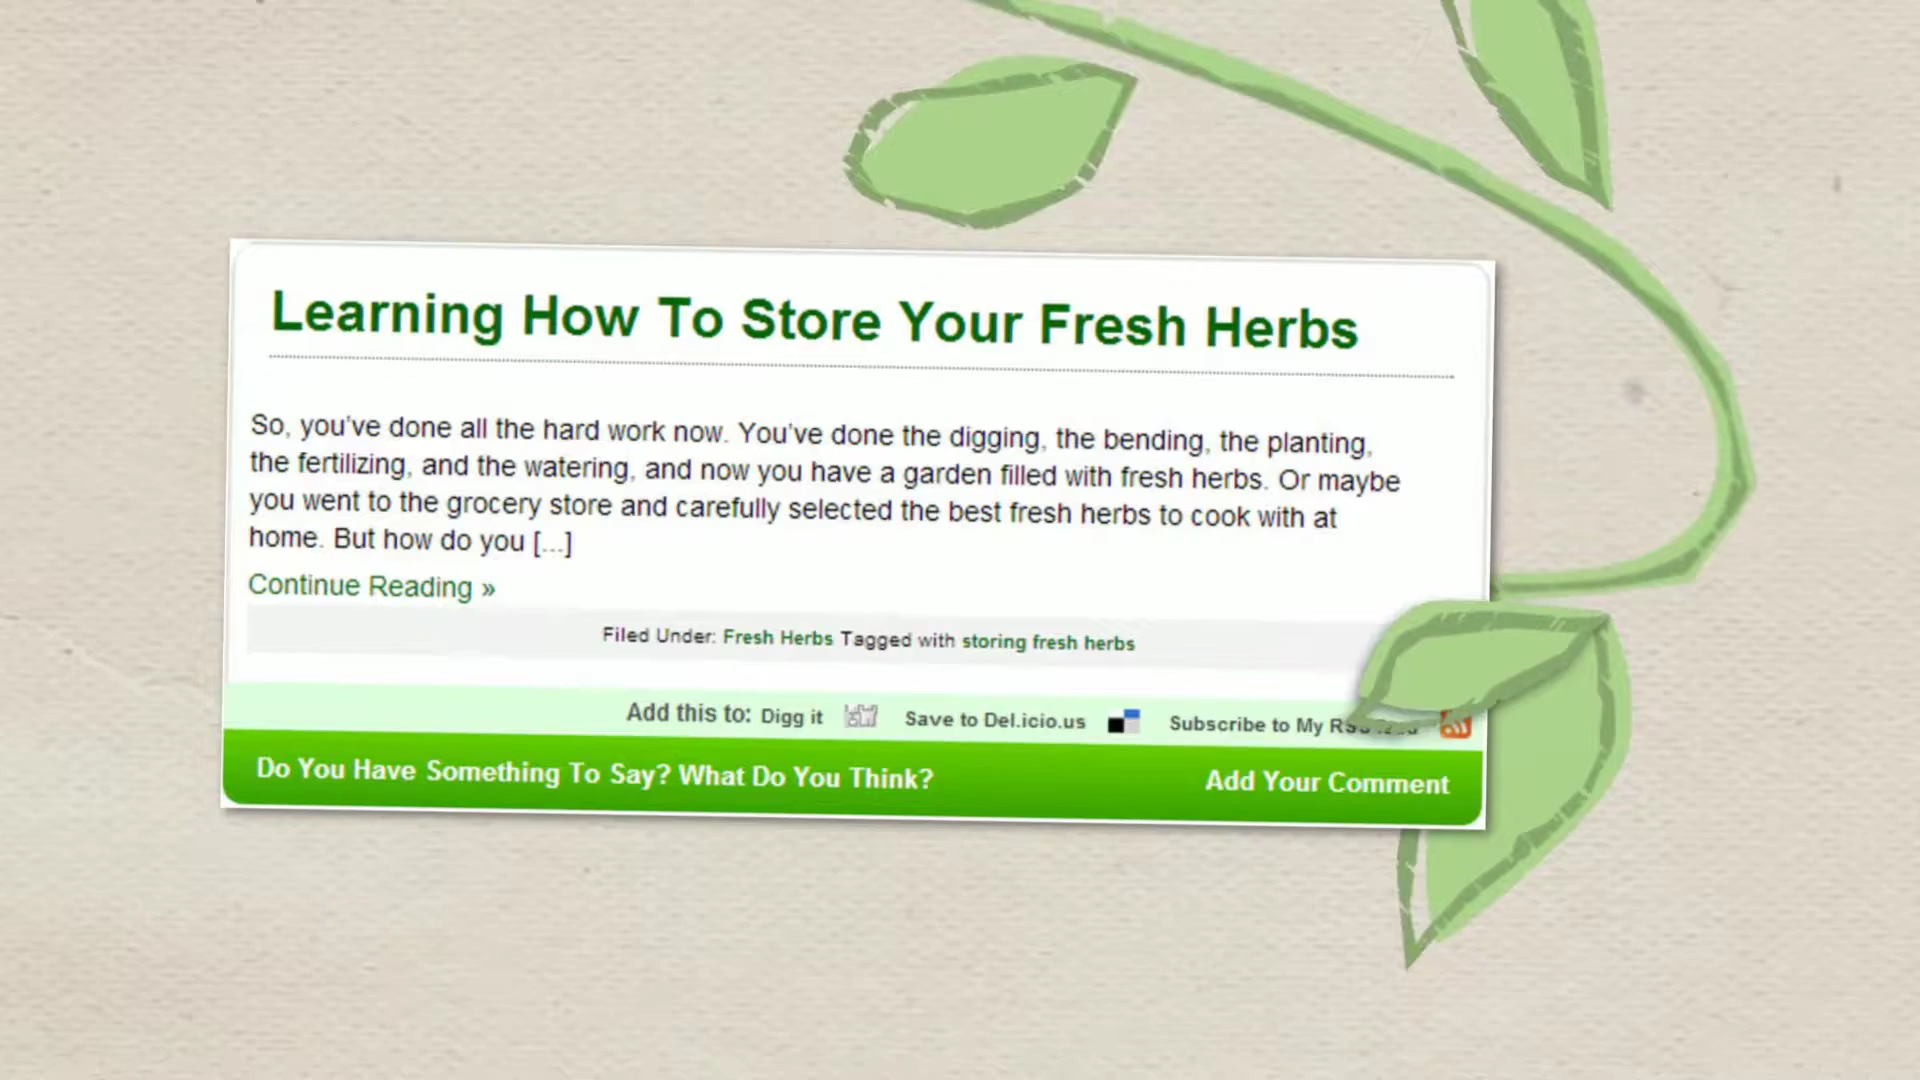 Learning How To Store Your Fresh Herbs
So, you've done all the hard work now. You've done the digging, the bending, the planting,
the fertilizing, and the watering, and now you have a garden filled with fresh herbs. Or maybe
you went to the grocery store and carefully selected the best fresh herbs to cook with at
home. But how do you [...]
Continue Reading »
Filed Under: Fresh Herbs Tagged with storing fresh herbs
Add this to: Digg it Save to Del.icio.us Subscribe to My
Do You Have Something To Say? What Do You Think? Add Your Comment